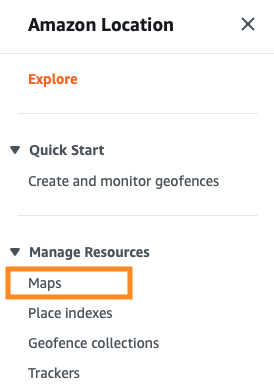 Amazon Location
Explore
Quick Start
Create and monitor geofences
Manage Resources
Maps
Place indexes
Geofence collections
Trackers